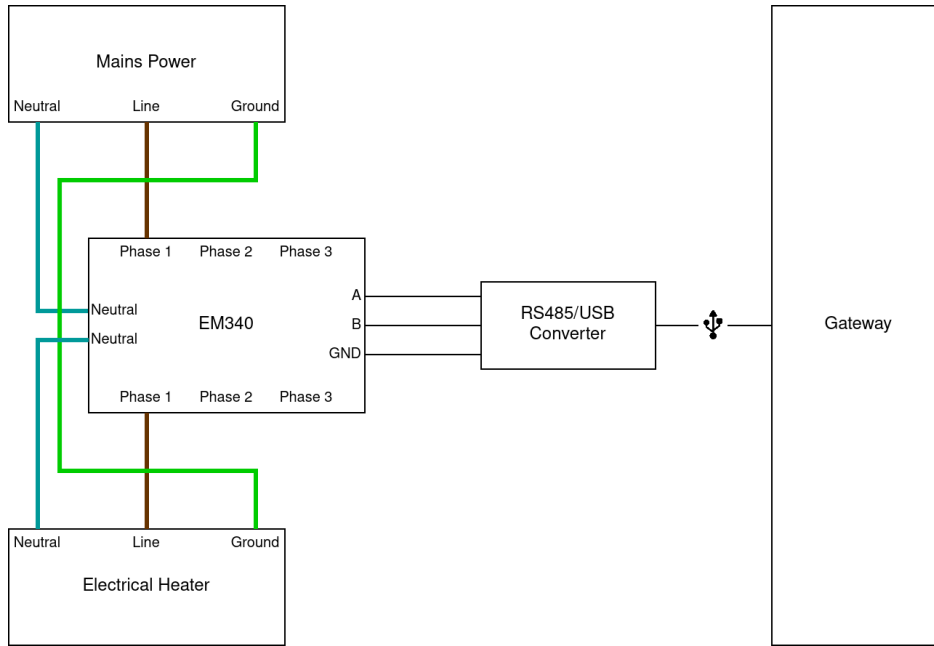 Mains Power
Neutral Line Ground
Phase 1 Phase 2 Phase 3
A
Neutral
EM340
B
Neutral
GND
Phase 1 Phase 2 Phase 3
RS485/USB
Converter
Gateway
Neutral Line Ground
Electrical Heater